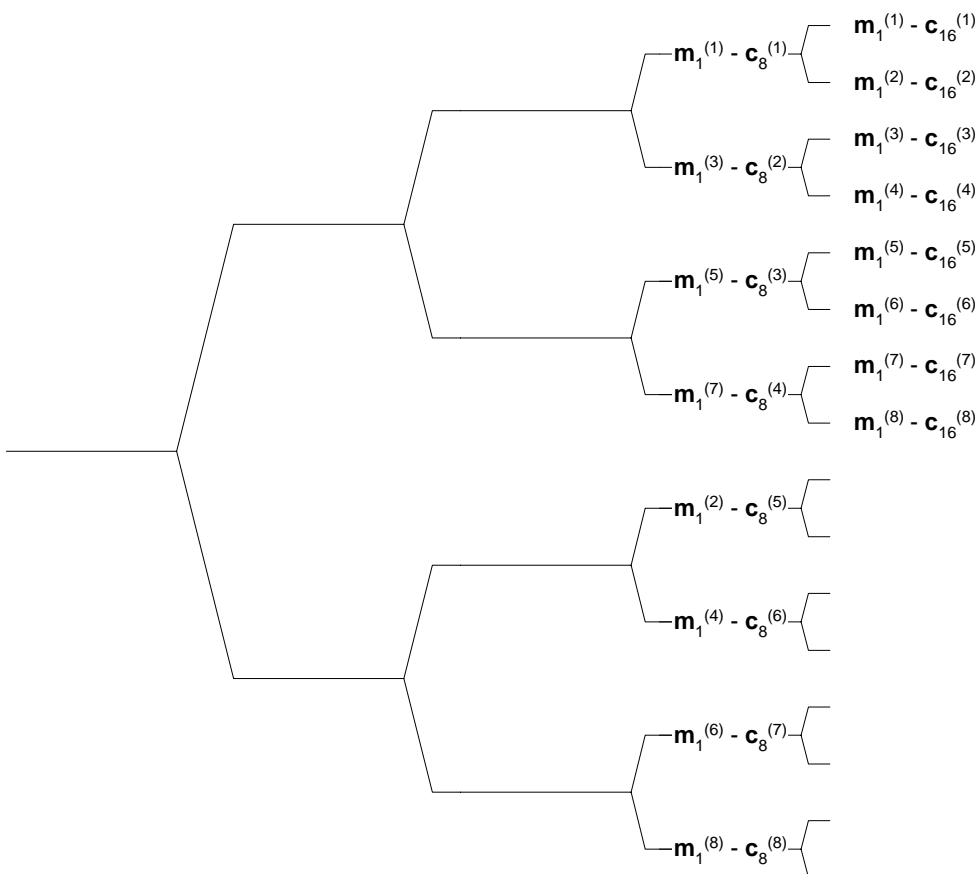 m₁⁽¹⁾ - c₁₆⁽¹⁾
m₁⁽¹⁾ - c₈⁽¹⁾
m₁⁽²⁾ - c₁₆⁽²⁾
m₁⁽³⁾ - c₁₆⁽³⁾
m₁⁽³⁾ - c₈⁽²⁾
m₁⁽⁴⁾ - c₁₆⁽⁴⁾
m₁⁽⁵⁾ - c₁₆⁽⁵⁾
m₁⁽⁵⁾ - c₈⁽³⁾
m₁⁽⁶⁾ - c₁₆⁽⁶⁾
m₁⁽⁷⁾ - c₁₆⁽⁷⁾
m₁⁽⁷⁾ - c₈⁽⁴⁾
m₁⁽⁸⁾ - c₁₆⁽⁸⁾
m₁⁽²⁾ - c₈⁽⁵⁾
m₁⁽⁴⁾ - c₈⁽⁶⁾
m₁⁽⁶⁾ - c₈⁽⁷⁾
m₁⁽⁸⁾ - c₈⁽⁸⁾